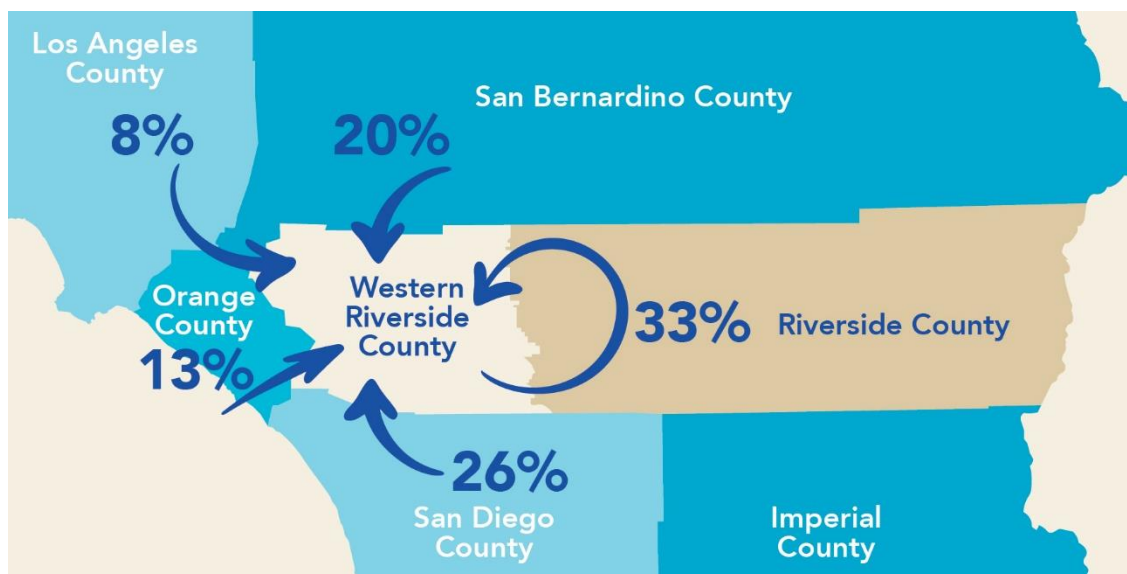 Los Angeles
County
8%
20%
San Bernardino County
Orange
County
13%
Western
Riverside
County
33%
Riverside County
26%
San Diego
County
Imperial
County